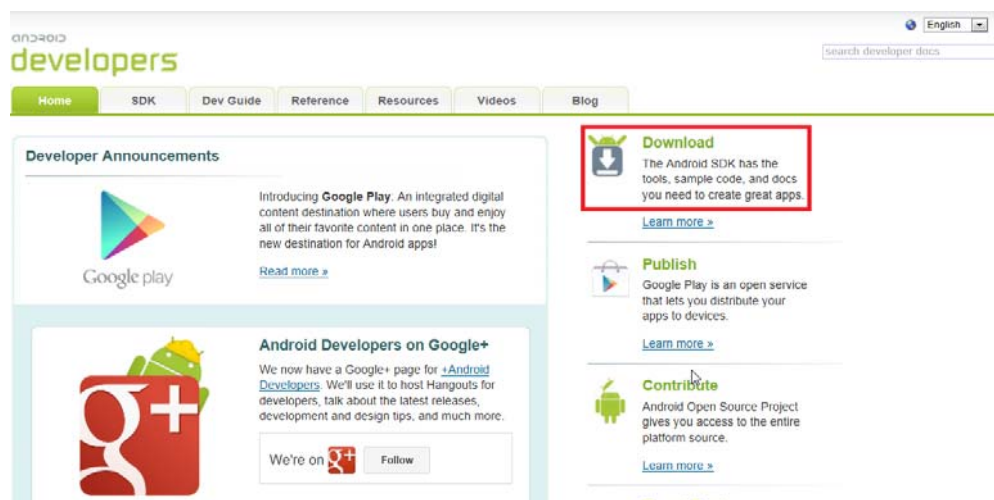 English
android
developers
search developer docs
Home SDK Dev Guide Reference Resources Videos Blog
Developer Announcements
Google play
Introducing Google Play: An integrated digital
content destination where users buy and enjoy
all of their favorite content in one place. It's the
new destination for Android apps!
Read more »
g+
Android Developers on Google+
We now have a Google+ page for +Android
Developers. We'll use it to host Hangouts for
developers, talk about the latest releases,
development and design tips, and much more.
We're on g+ Follow
Download
The Android SDK has the
tools, sample code, and docs
you need to create great apps.
Learn more »
Publish
Google Play is an open service
that lets you distribute your
apps to devices.
Learn more »
Contribute
Android Open Source Project
gives you access to the entire
platform source.
Learn more »